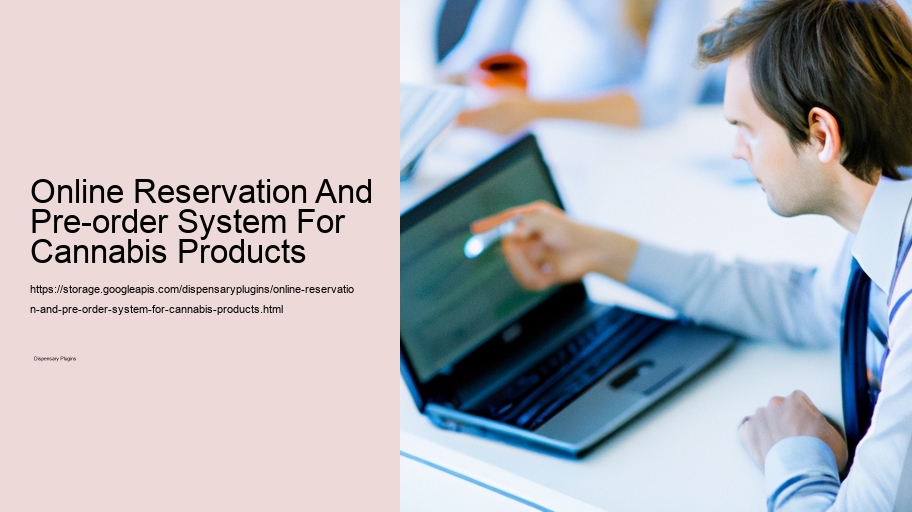 Online Reservation And
Pre-order System For
Cannabis Products
https://storage.googleapis.com/dispensaryplugins/online-reservatio
n-and-pre-order-system-for-cannabis-products.html
Dispensary Plugins